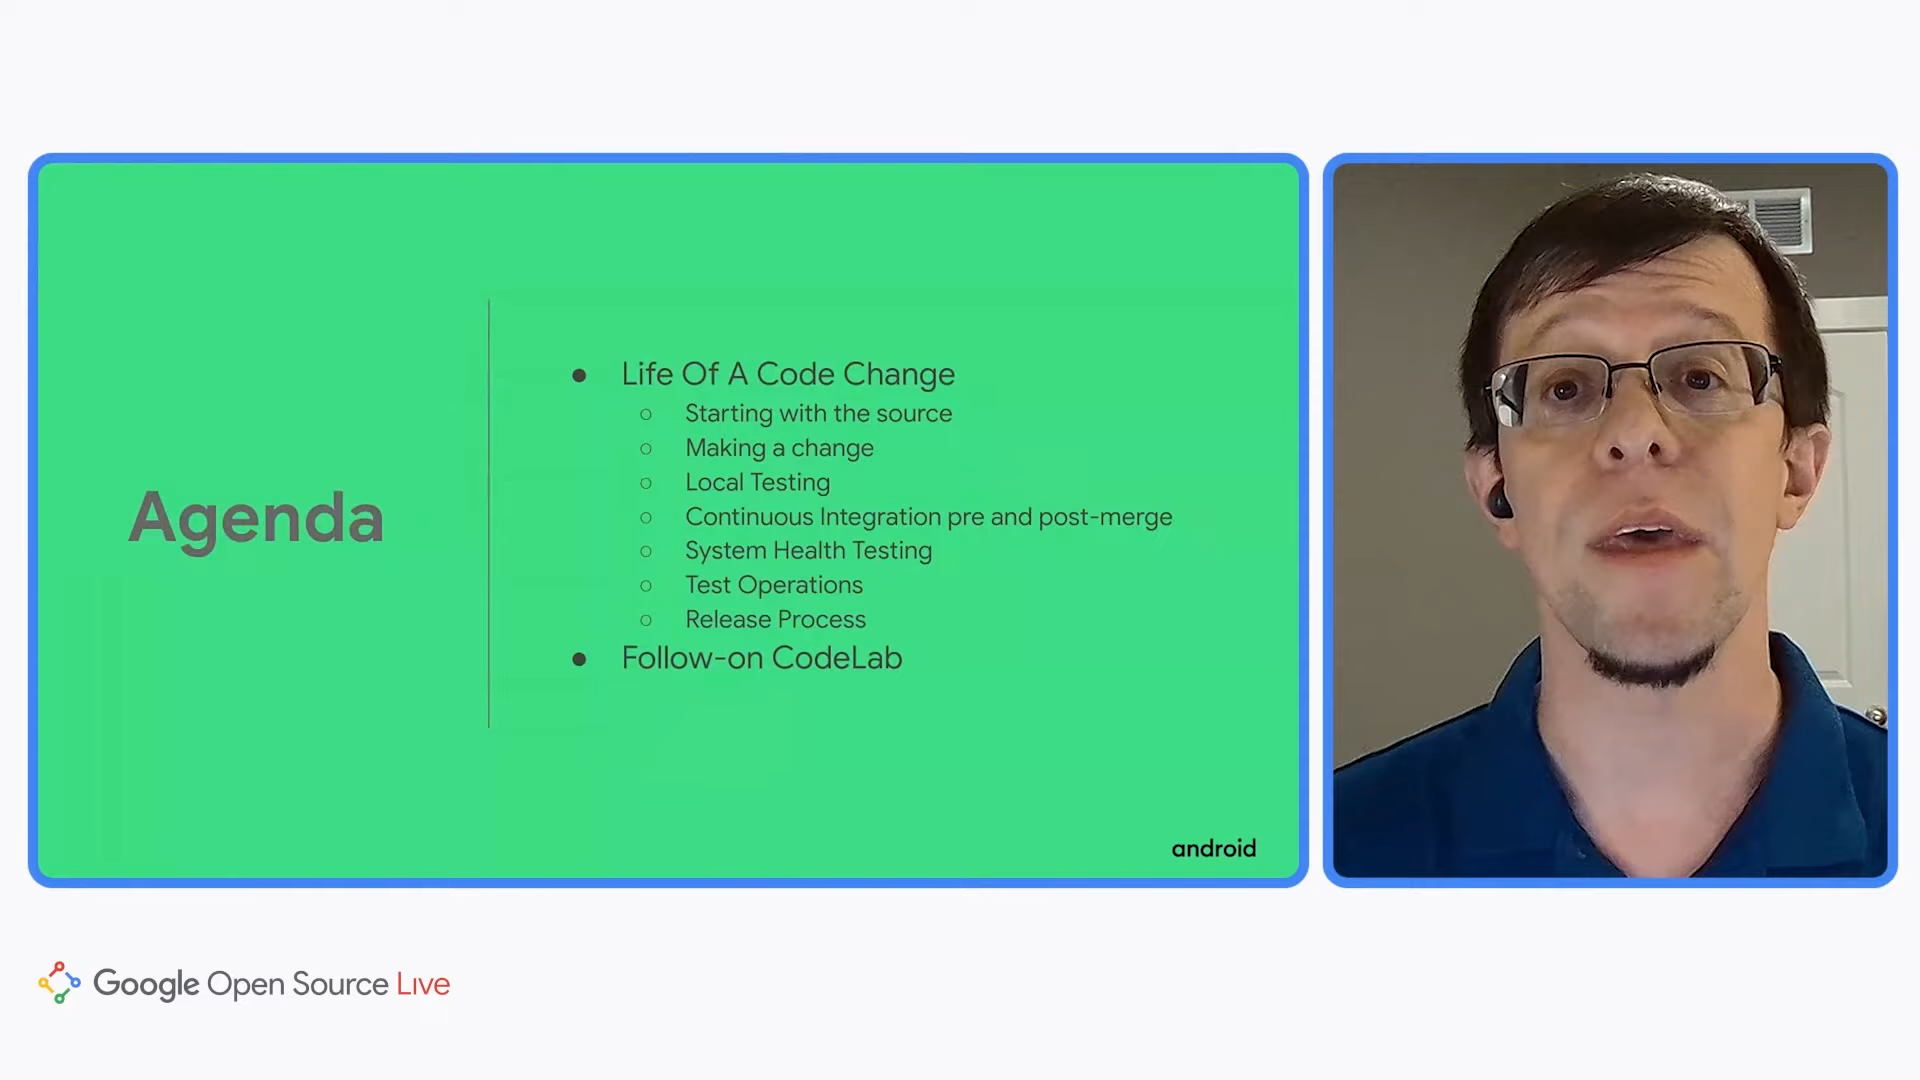 Agenda
● Life Of A Code Change
○ Starting with the source
○ Making a change
○ Local Testing
○ Continuous Integration pre and post-merge
○ System Health Testing
○ Test Operations
○ Release Process
● Follow-on CodeLab
android
Google Open Source Live